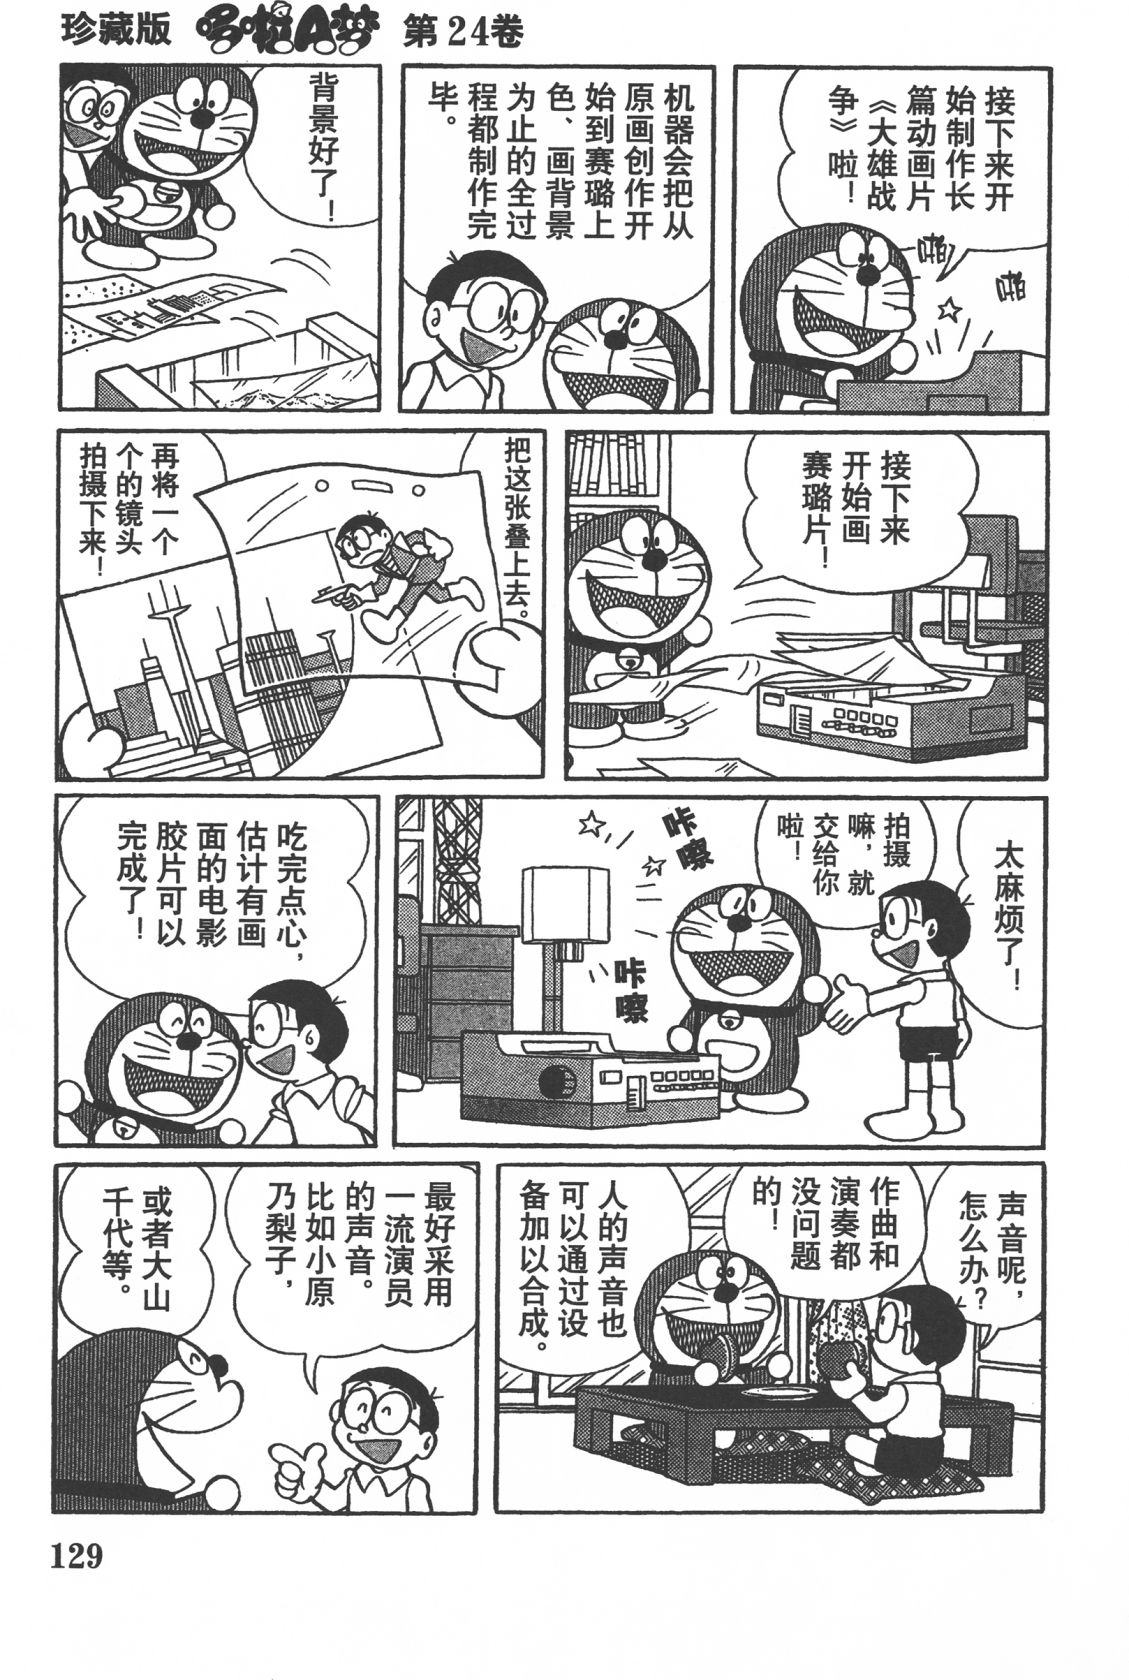 珍藏版 哆啦A梦 第24卷
接下来开
始制作长
篇动画片
《大雄战
争》啦！
啪
啪
机器会把从
原画创作开
始到赛璐上
色、画背景
为止的全过
程都制作完
毕。
背景好了！
接下来
开始画
赛璐片！
把这张叠上去。
再将一个
个的镜头
拍摄下来！
太麻烦了！
拍摄
嘛，就
交给你
啦！
咔嚓
咔嚓
吃完点心，
估计有画
面的电影
胶片可以
完成了！
声音呢，
怎么办？
作曲和
演奏都
没问题
的！
人的声音也
可以通过设
备加以合成。
最好采用
一流演员
的声音。
比如小原
乃梨子，
或者大山
千代等。
129